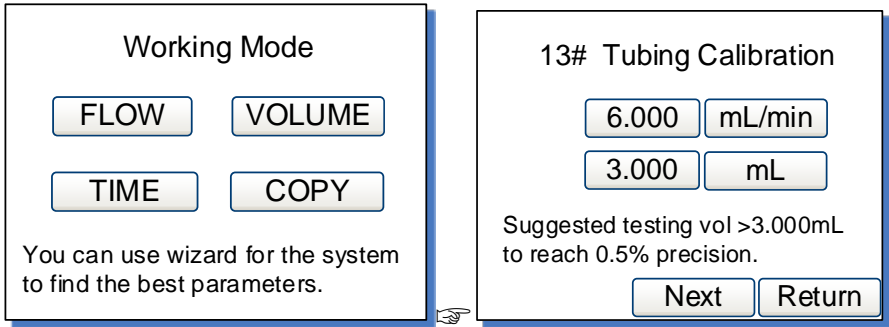 Working Mode
FLOW VOLUME
TIME COPY
You can use wizard for the system
to find the best parameters.
13# Tubing Calibration
6.000 mL/min
3.000 mL
Suggested testing vol >3.000mL
to reach 0.5% precision.
Next Return